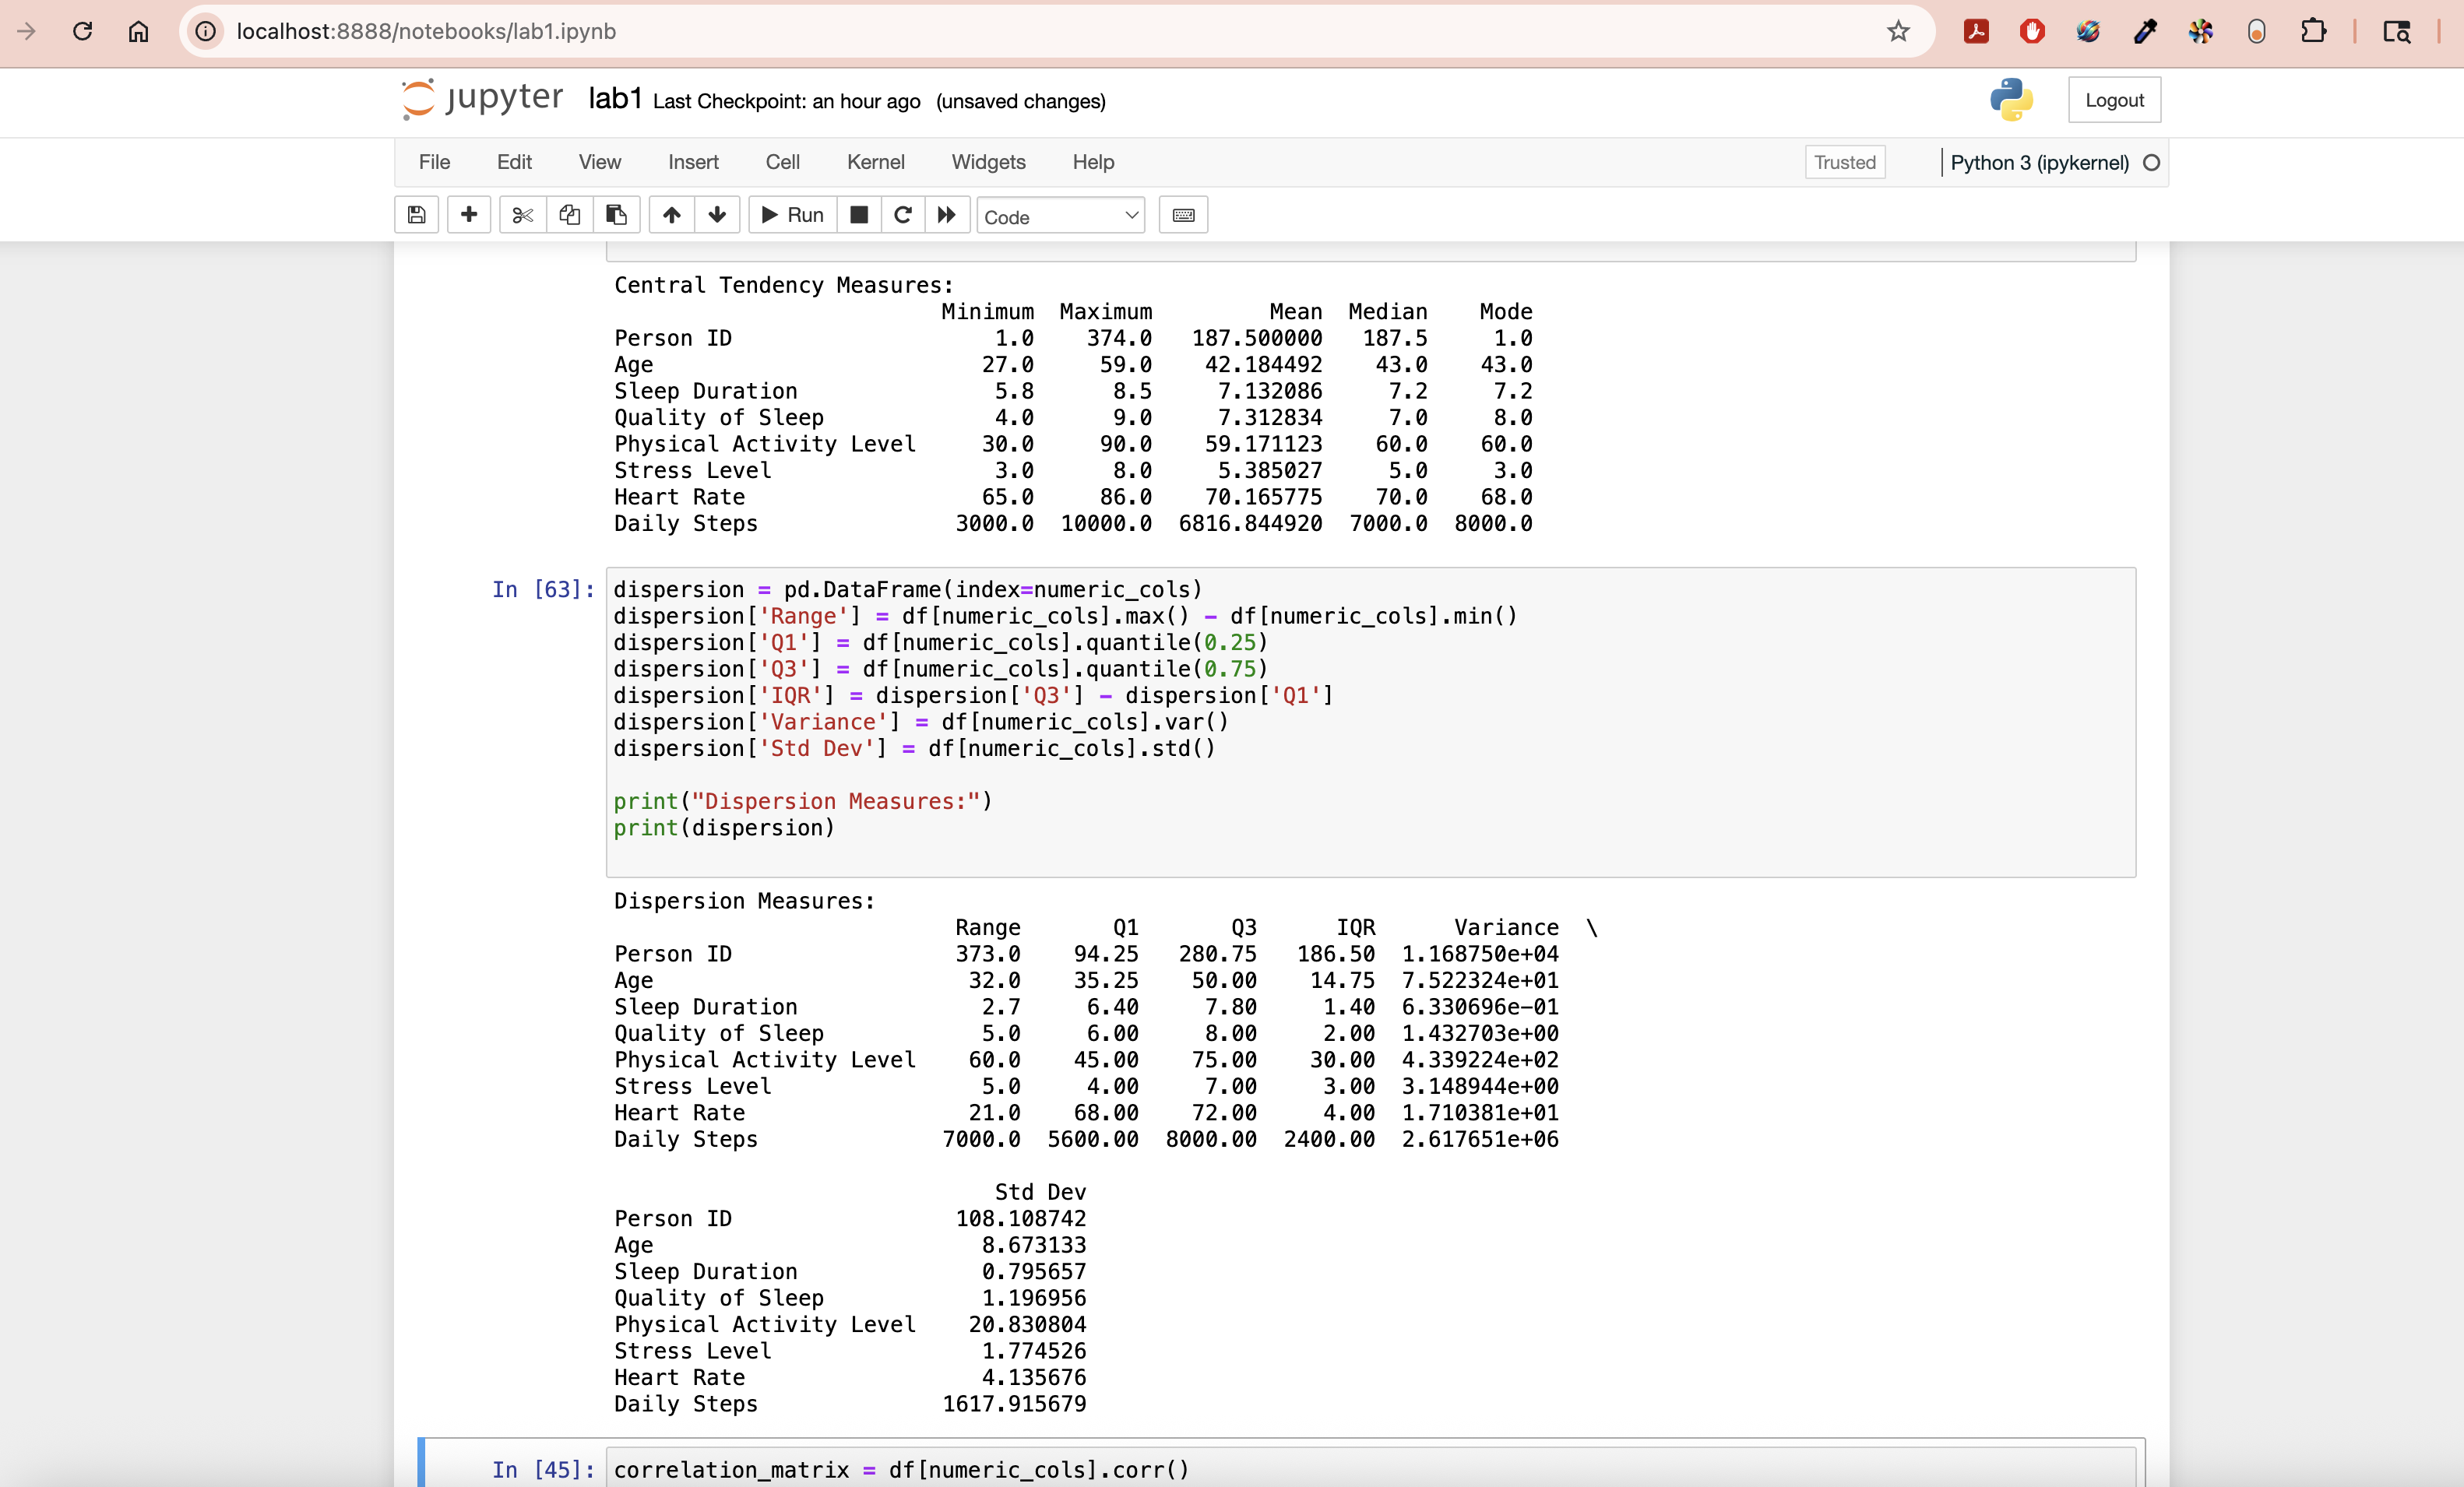 localhost:8888/notebooks/lab1.ipynb
jupyter lab1 Last Checkpoint: an hour ago (unsaved changes)
Logout
File Edit View Insert Cell Kernel Widgets Help
Trusted
Python 3 (ipykernel)
Run
Code
Central Tendency Measures:
                         Minimum  Maximum         Mean  Median    Mode
Person ID                    1.0    374.0   187.500000   187.5     1.0
Age                         27.0     59.0    42.184492    43.0    43.0
Sleep Duration               5.8      8.5     7.132086     7.2     7.2
Quality of Sleep             4.0      9.0     7.312834     7.0     8.0
Physical Activity Level     30.0     90.0    59.171123    60.0    60.0
Stress Level                 3.0      8.0     5.385027     5.0     3.0
Heart Rate                  65.0     86.0    70.165775    70.0    68.0
Daily Steps               3000.0  10000.0  6816.844920  7000.0  8000.0
In [63]: dispersion = pd.DataFrame(index=numeric_cols)
dispersion['Range'] = df[numeric_cols].max() - df[numeric_cols].min()
dispersion['Q1'] = df[numeric_cols].quantile(0.25)
dispersion['Q3'] = df[numeric_cols].quantile(0.75)
dispersion['IQR'] = dispersion['Q3'] - dispersion['Q1']
dispersion['Variance'] = df[numeric_cols].var()
dispersion['Std Dev'] = df[numeric_cols].std()
print("Dispersion Measures:")
print(dispersion)
Dispersion Measures:
                          Range       Q1       Q3      IQR      Variance  \
Person ID                 373.0    94.25   280.75   186.50  1.168750e+04
Age                        32.0    35.25    50.00    14.75  7.522324e+01
Sleep Duration              2.7     6.40     7.80     1.40  6.330696e-01
Quality of Sleep            5.0     6.00     8.00     2.00  1.432703e+00
Physical Activity Level    60.0    45.00    75.00    30.00  4.339224e+02
Stress Level                5.0     4.00     7.00     3.00  3.148944e+00
Heart Rate                 21.0    68.00    72.00     4.00  1.710381e+01
Daily Steps              7000.0  5600.00  8000.00  2400.00  2.617651e+06
                             Std Dev
Person ID                 108.108742
Age                         8.673133
Sleep Duration              0.795657
Quality of Sleep            1.196956
Physical Activity Level    20.830804
Stress Level                1.774526
Heart Rate                  4.135676
Daily Steps              1617.915679
In [45]: correlation_matrix = df[numeric_cols].corr()